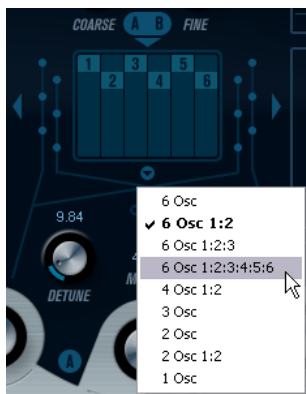 COARSE A B FINE
1 3 5
2 4 6
9.84
DETUNE
A
6 Osc
✓ 6 Osc 1:2
6 Osc 1:2:3
6 Osc 1:2:3:4:5:6
4 Osc 1:2
3 Osc
2 Osc
2 Osc 1:2
1 Osc